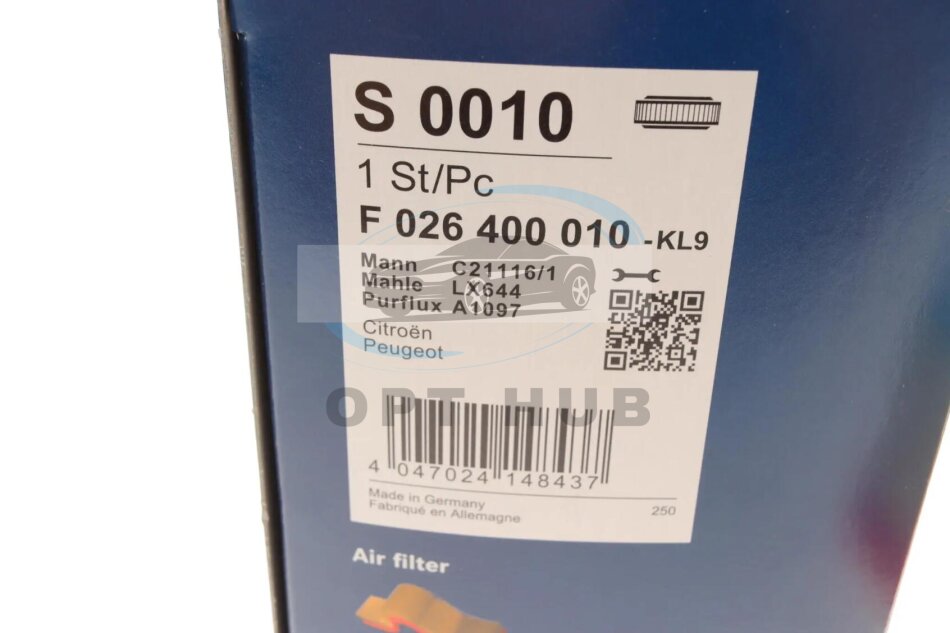 S 0010
1 St/Pc
F 026 400 010 -KL9
Mann C21116/1
Mahle LX644
Purflux A1097
Citroën
Peugeot
OPT HUB
4 047024 148437
Made in Germany
Fabriqué en Allemagne
250
Air filter